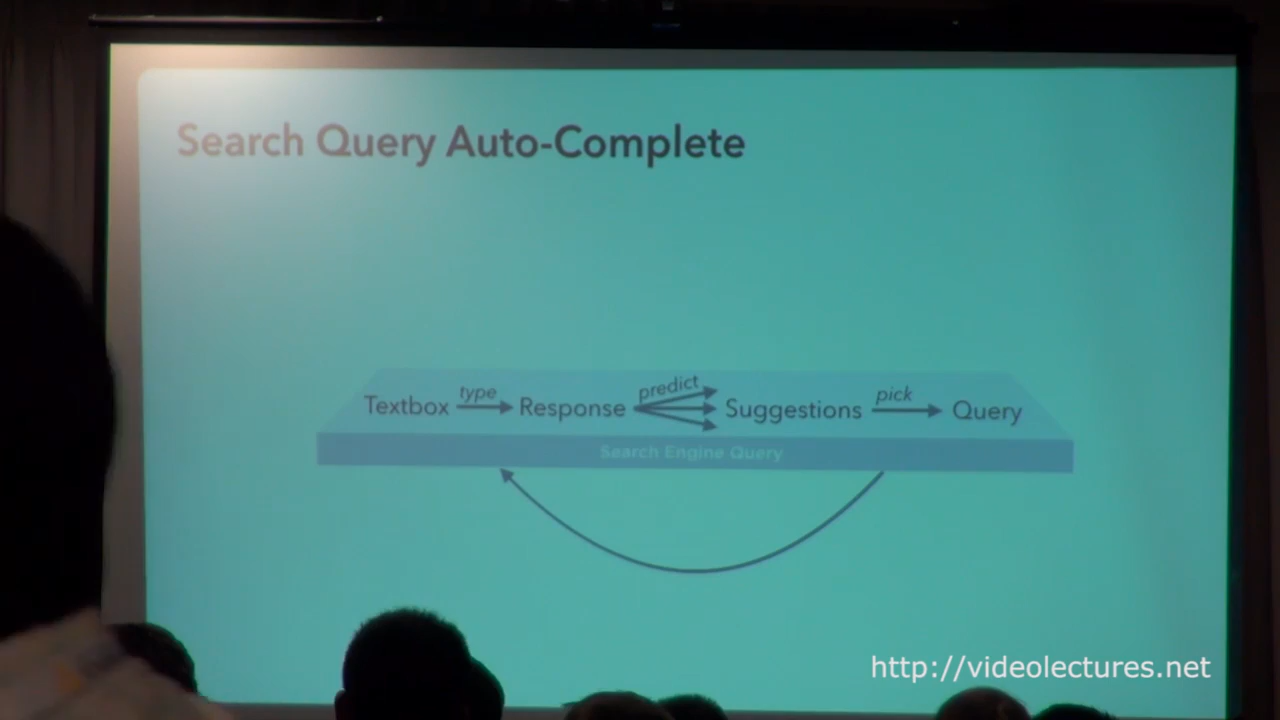 Search Query Auto-Complete
type predict pick
Textbox Response Suggestions Query
Search Engine Query
http://videolectures.net